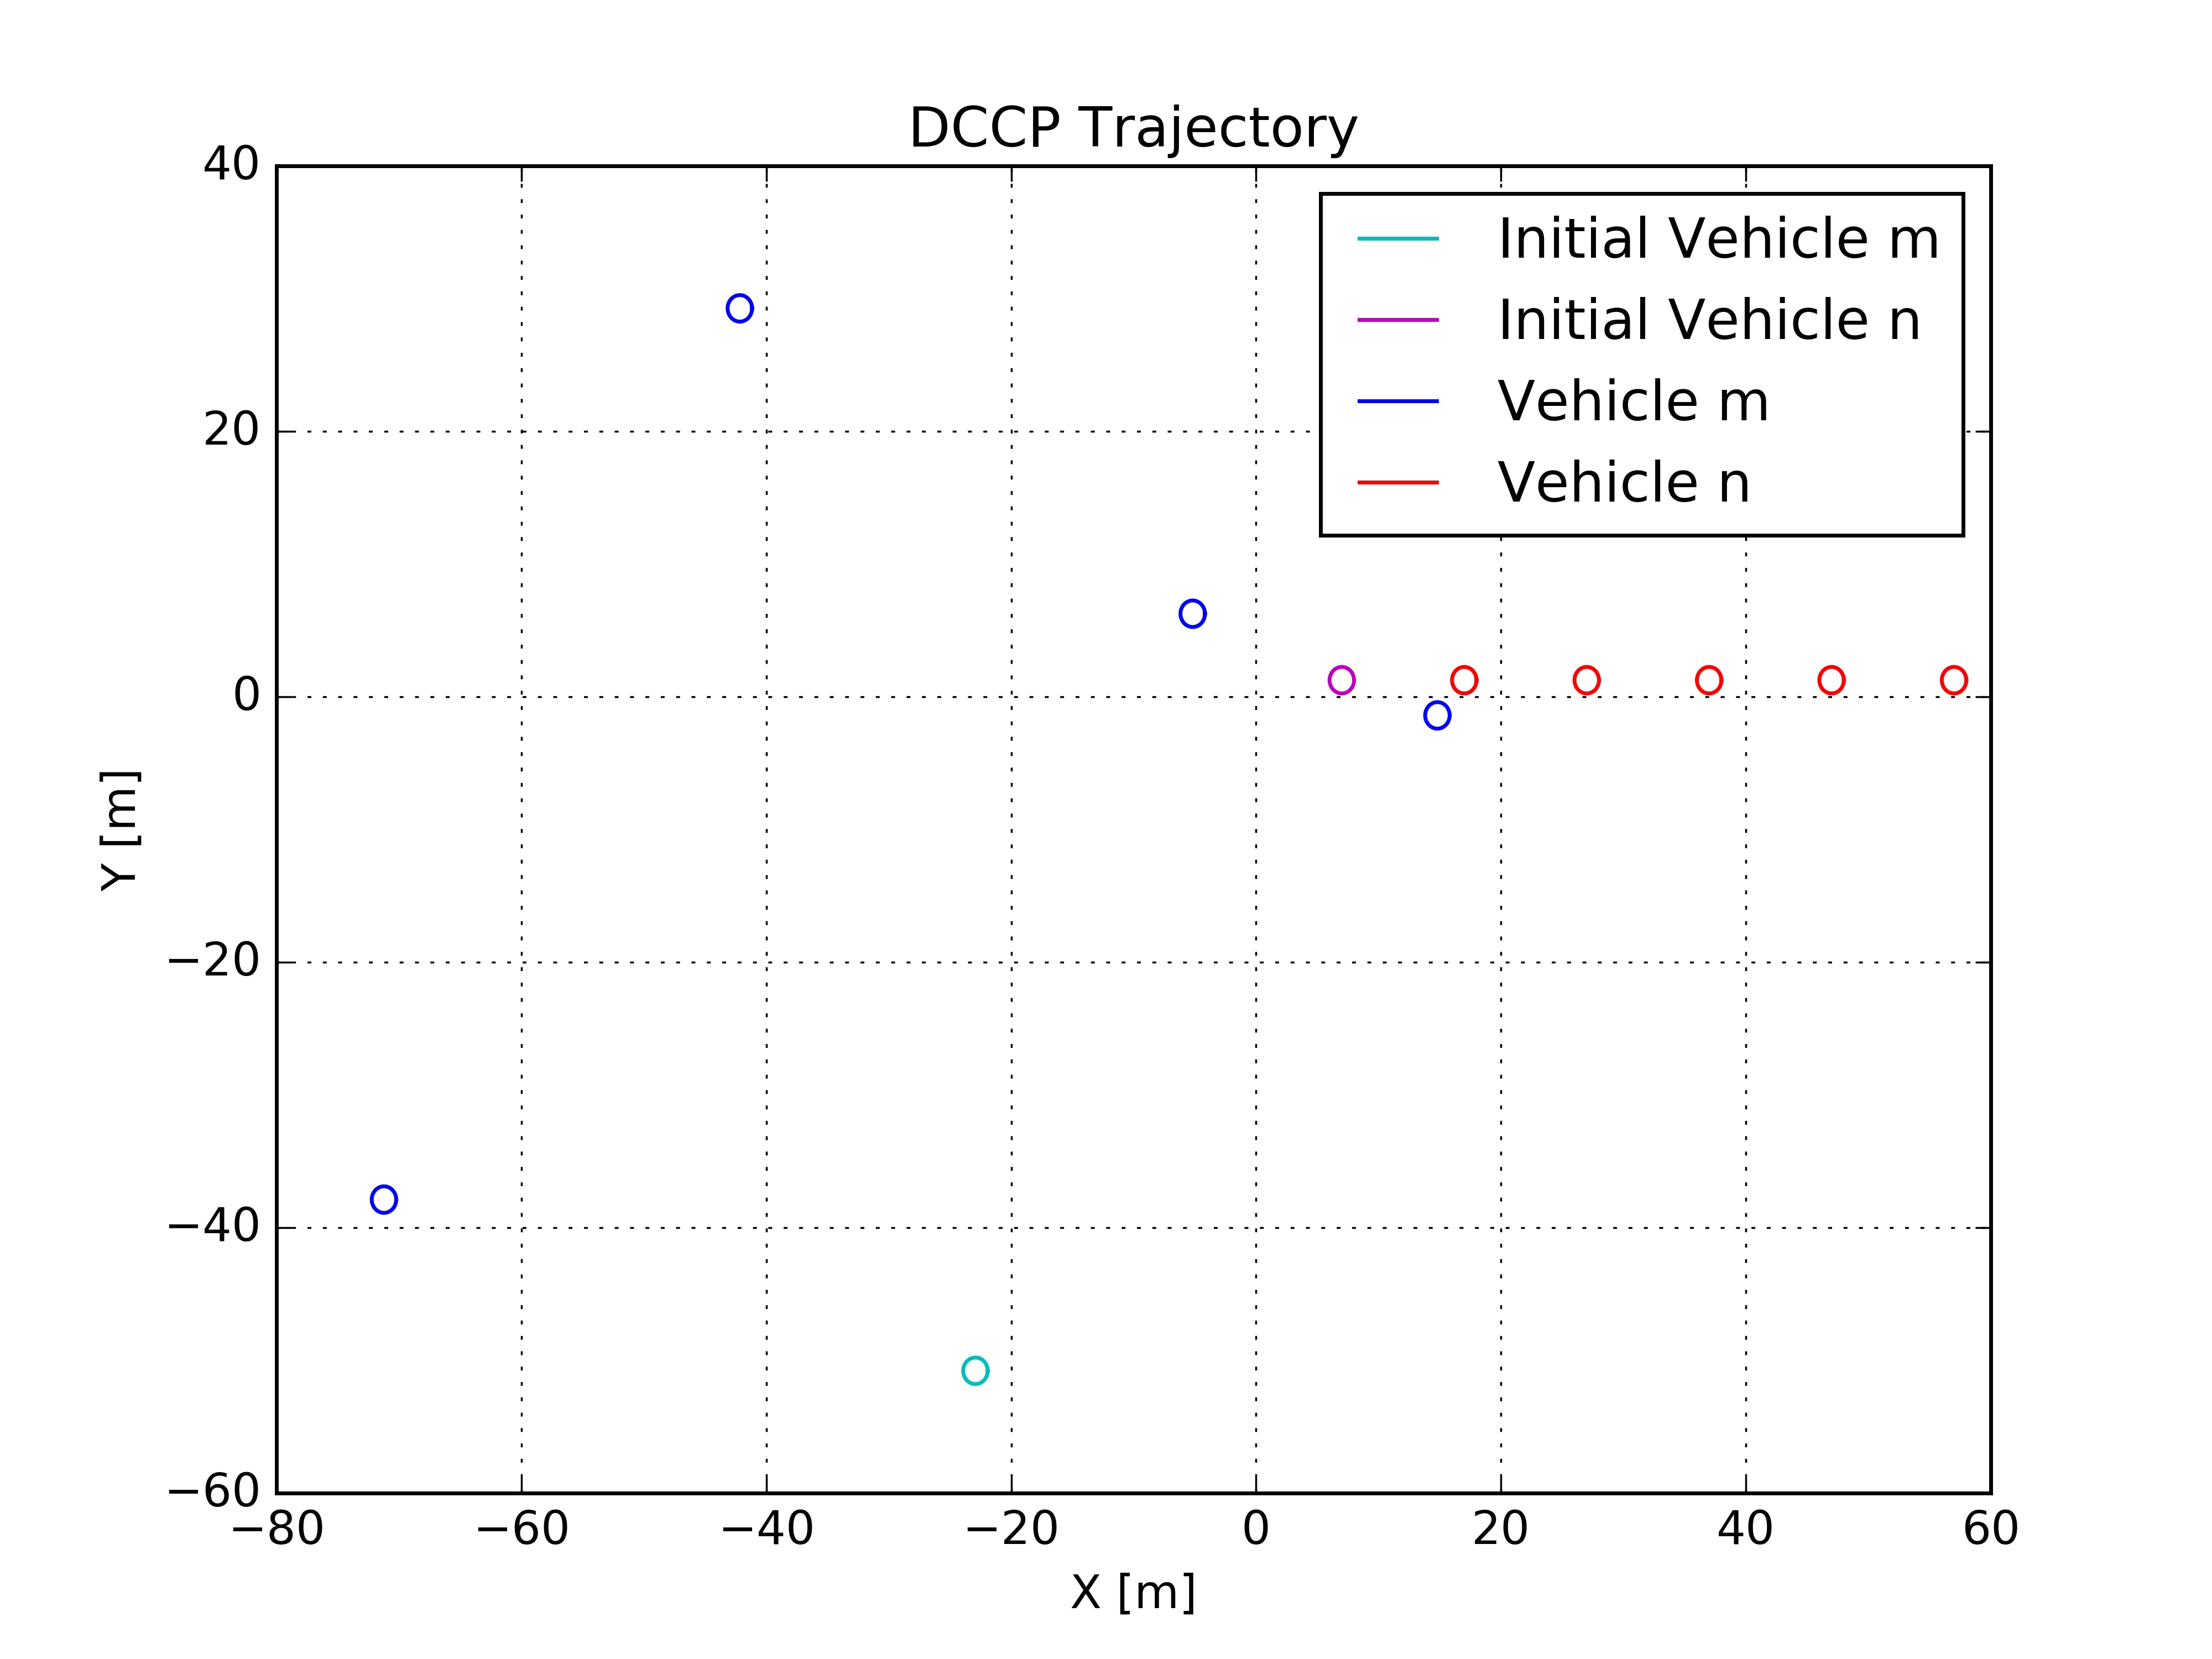 DCCP Trajectory
40
Initial Vehicle m
Initial Vehicle n
Vehicle m
Vehicle n
20
0
−20
−40
−60
Y [m]
−80 −60 −40 −20 0 20 40 60
X [m]